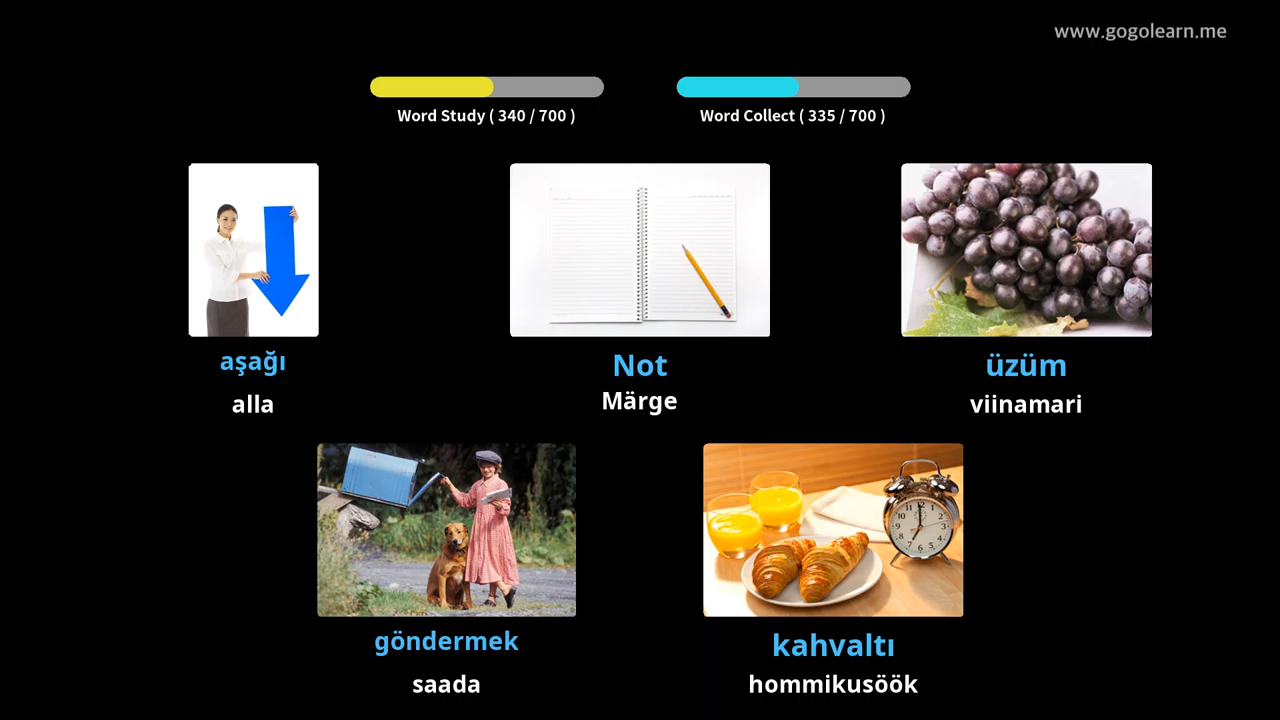 www.gogolearn.me
Word Study ( 340 / 700 )
Word Collect ( 335 / 700 )
aşağı
alla
Not
Märge
üzüm
viinamari
göndermek
saada
kahvaltı
hommikusöök